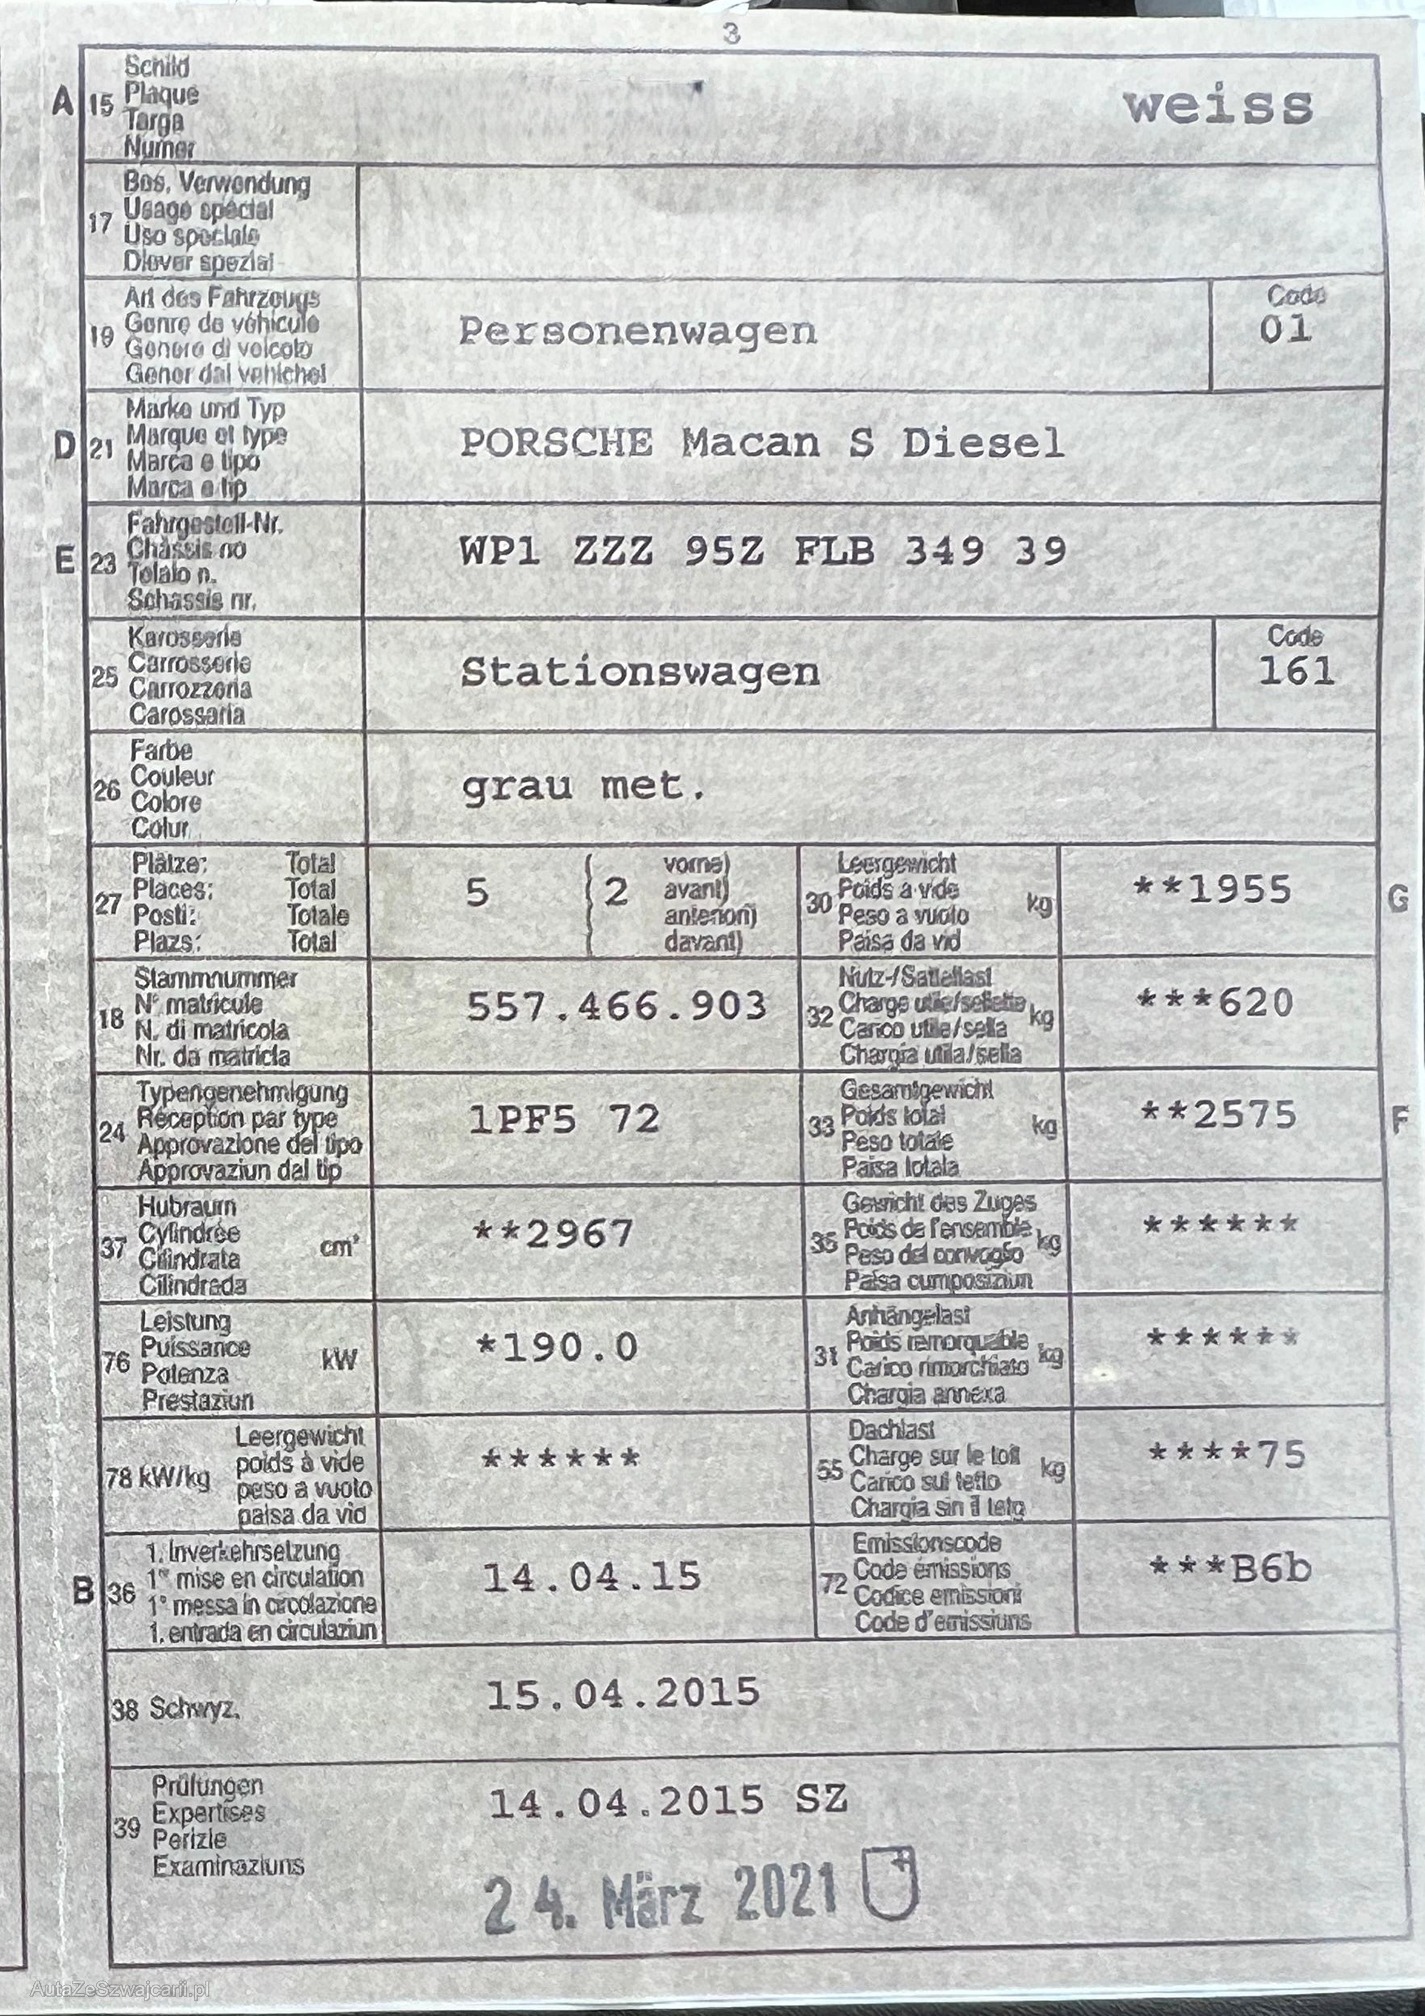 3
A 15 Schild
Plaque
Targa
Numer
weiss
17 Bes. Verwendung
Usage spécial
Uso speciale
Diever spezial
19 Art des Fahrzeugs
Genre de véhicule
Genere di veicolo
Gener dal vehichel
Personenwagen
Code
01
D 21 Marke und Typ
Marque et type
Marca e tipo
Marca e tip
PORSCHE Macan S Diesel
E 23 Fahrgestell-Nr.
Châssis no
Telaio n.
Schassis nr.
WP1 ZZZ 95Z FLB 349 39
25 Karosserie
Carrosserie
Carrozzeria
Carossaria
Stationswagen
Code
161
26 Farbe
Couleur
Colore
Colur
grau met.
27 Plätze: Total
Places: Total
Posti: Totale
Plazs: Total
5 ( 2 vorne)
avant)
anteriori)
davant)
30 Leergewicht
Poids à vide
Peso a vuoto
Paisa da vid
kg
**1955
G
18 Stammnummer
N° matricule
N. di matricola
Nr. da matricla
557.466.903
32 Nutz-/Sattellast
Charge utile/sellette
Carico utile/sella
Chargia utila/sella
kg
***620
24 Typengenehmigung
Réception par type
Approvazione del tipo
Approvaziun dal tip
1PF5 72
33 Gesamtgewicht
Poids total
Peso totale
Paisa totala
kg
**2575
F
37 Hubraum
Cylindrée
Cilindrata
Cilindrada
cm³
**2967
35 Gewicht des Zuges
Poids de l'ensemble
Peso del convoglio
Paisa cumposiziun
kg
******
76 Leistung
Puissance
Potenza
Prestaziun
kW
*190.0
31 Anhängelast
Poids remorquable
Carico rimorchiato
Chargia annexa
kg
******
78 kW/kg Leergewicht
poids à vide
peso a vuoto
paisa da vid
******
55 Dachlast
Charge sur le toit
Carico sul tetto
Chargia sin il tetg
kg
****75
B 36 1. Inverkehrsetzung
1re mise en circulation
1a messa in circolazione
1. entrada en circulaziun
14.04.15
72 Emissionscode
Code émissions
Codice emissioni
Code d'emissiuns
***B6b
38 Schwyz, 15.04.2015
39 Prüfungen
Expertises
Perizie
Examinaziuns
14.04.2015 SZ
24. März 2021
AutaZeSzwajcarii.pl